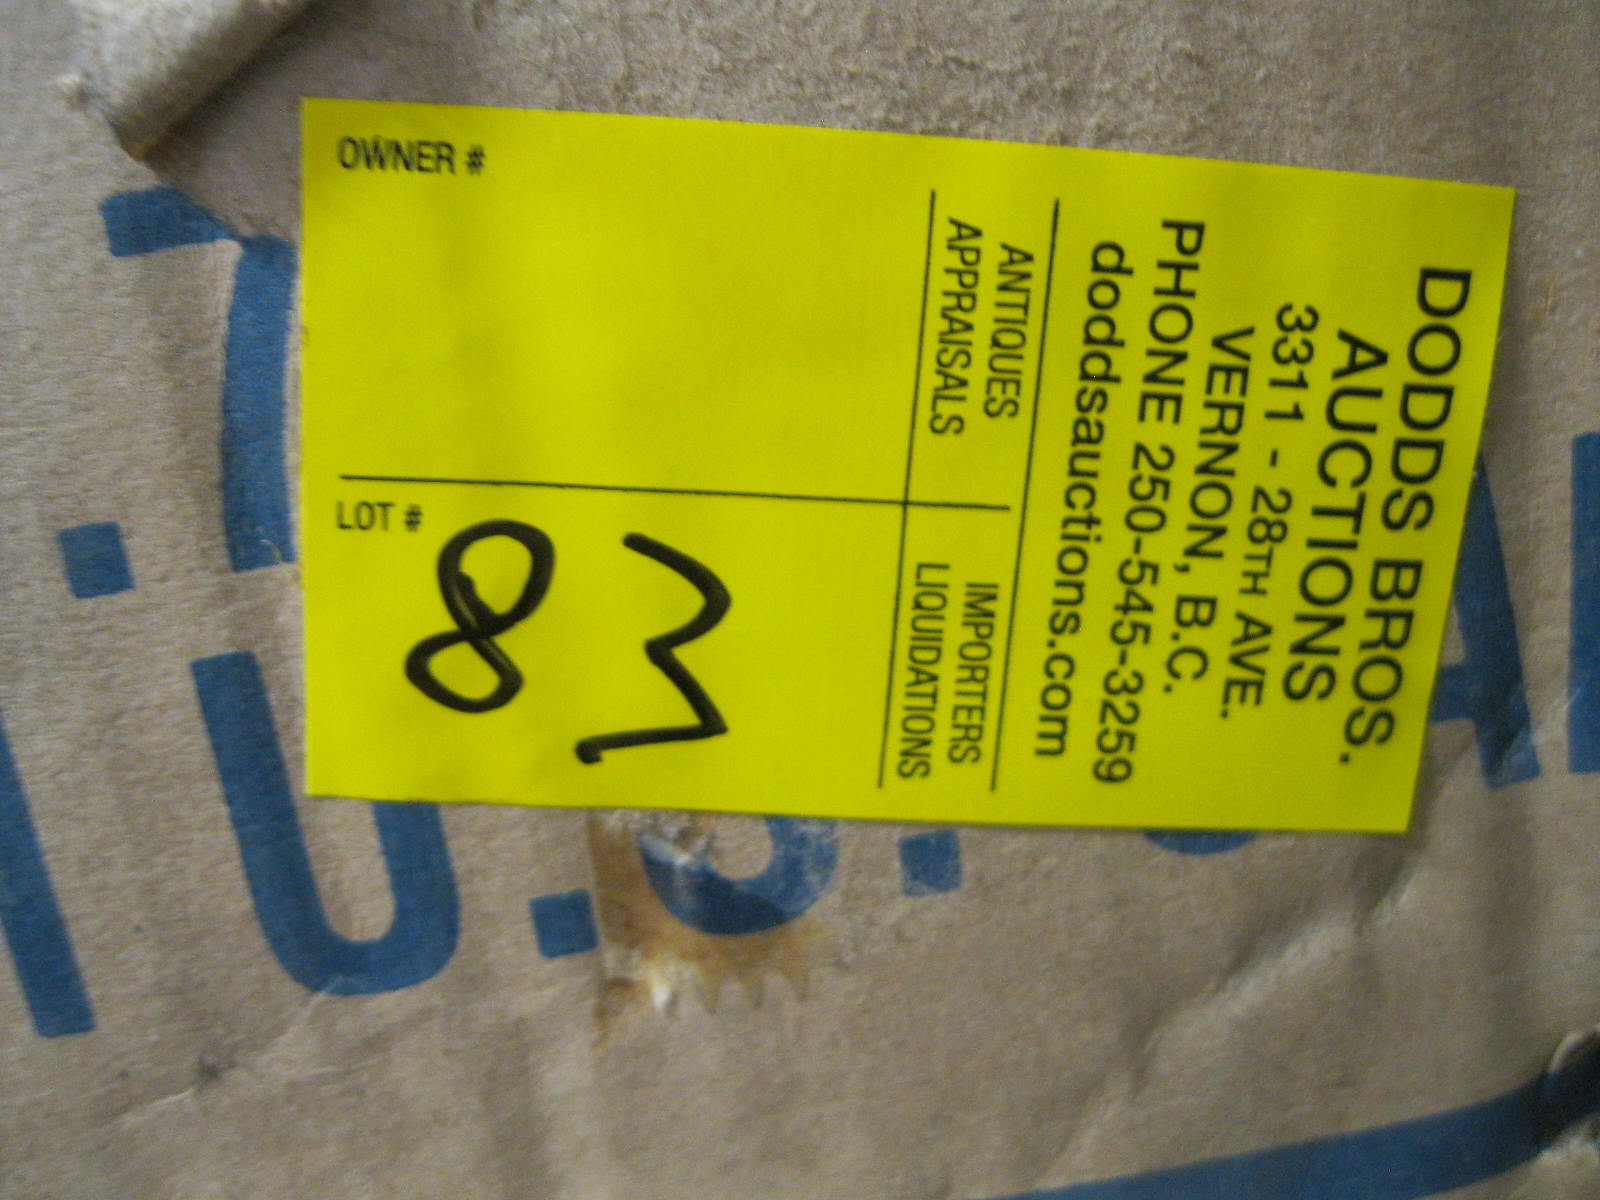 DODDS BROS.
AUCTIONS
3311 - 28TH AVE.
VERNON, B.C.
PHONE 250-545-3259
doddsauctions.com
ANTIQUES
APPRAISALS
IMPORTERS
LIQUIDATIONS
OWNER #
LOT # 83
U.S.